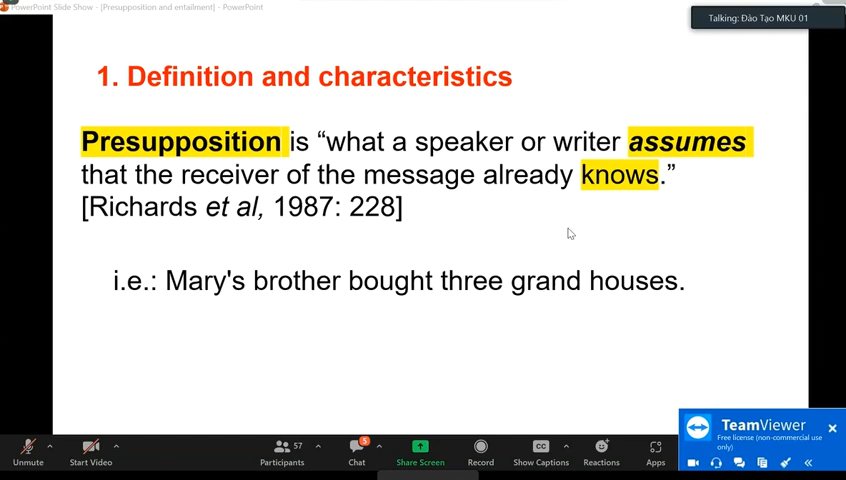 PowerPoint Slide Show - [Presupposition and entailment] - PowerPoint
Talking: Đào Tạo MKU 01
1. Definition and characteristics
Presupposition is “what a speaker or writer assumes
that the receiver of the message already knows.”
[Richards et al, 1987: 228]
i.e.: Mary's brother bought three grand houses.
TeamViewer
Free license (non-commercial use
only)
57
5
CC
Unmute
Start Video
Participants
Chat
Share Screen
Record
Show Captions
Reactions
Apps